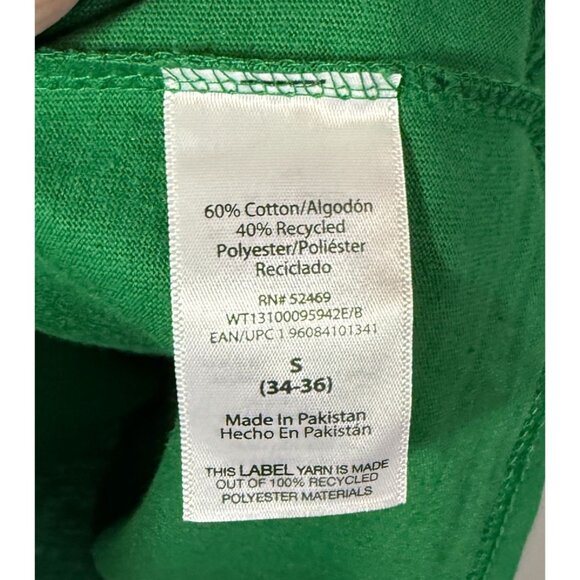 60% Cotton/Algodón
40% Recycled
Polyester/Poliéster
Reciclado
RN# 52469
WT13100095942E/B
EAN/UPC 1 96084101341
S
(34-36)
Made In Pakistan
Hecho En Pakistán
THIS LABEL YARN IS MADE
OUT OF 100% RECYCLED
POLYESTER MATERIALS